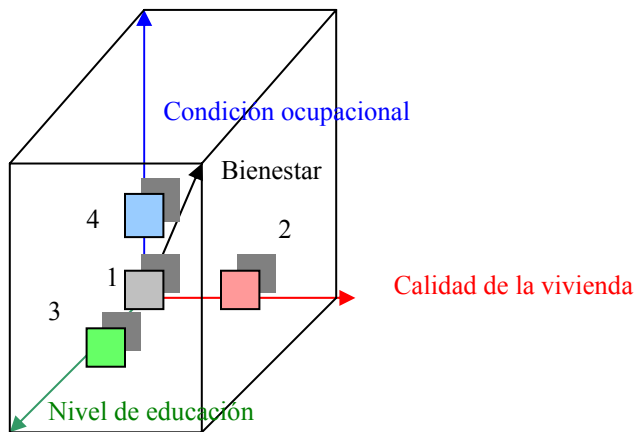 Condición ocupacional
Bienestar
4
2
1
Calidad de la vivienda
3
Nivel de educación